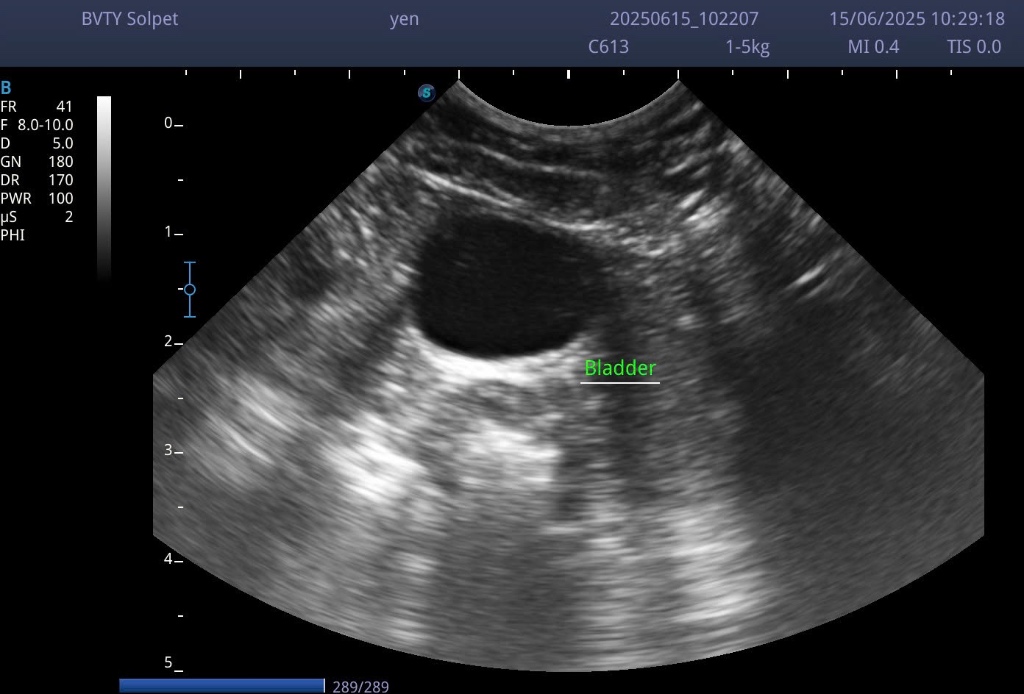 BVTY Solpet yen 20250615_102207 15/06/2025 10:29:18
C613 1-5kg MI 0.4 TIS 0.0
B
FR 41
F 8.0-10.0
D 5.0
GN 180
DR 170
PWR 100
µS 2
PHI
S
0
1
2
3
4
5
Bladder
289/289